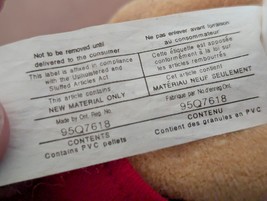 Not to be removed until
delivered to the consumer
This label is affixed in compliance
with the Upholstered and
Stuffed Articles Act
This article contains
NEW MATERIAL ONLY
Made by Ont. Reg. No.
95Q7618
CONTENTS
Contains PVC pellets
Ne pas enlever avant livraison
au consommateur
Cette étiquette est apposée
conformément à la loi sur
les articles rembourrés
Cet article contient
MATÉRIAU NEUF SEULEMENT
Fabriqué par No d'enreg Ont.
95Q7618
CONTENU
Contient des granules en PVC